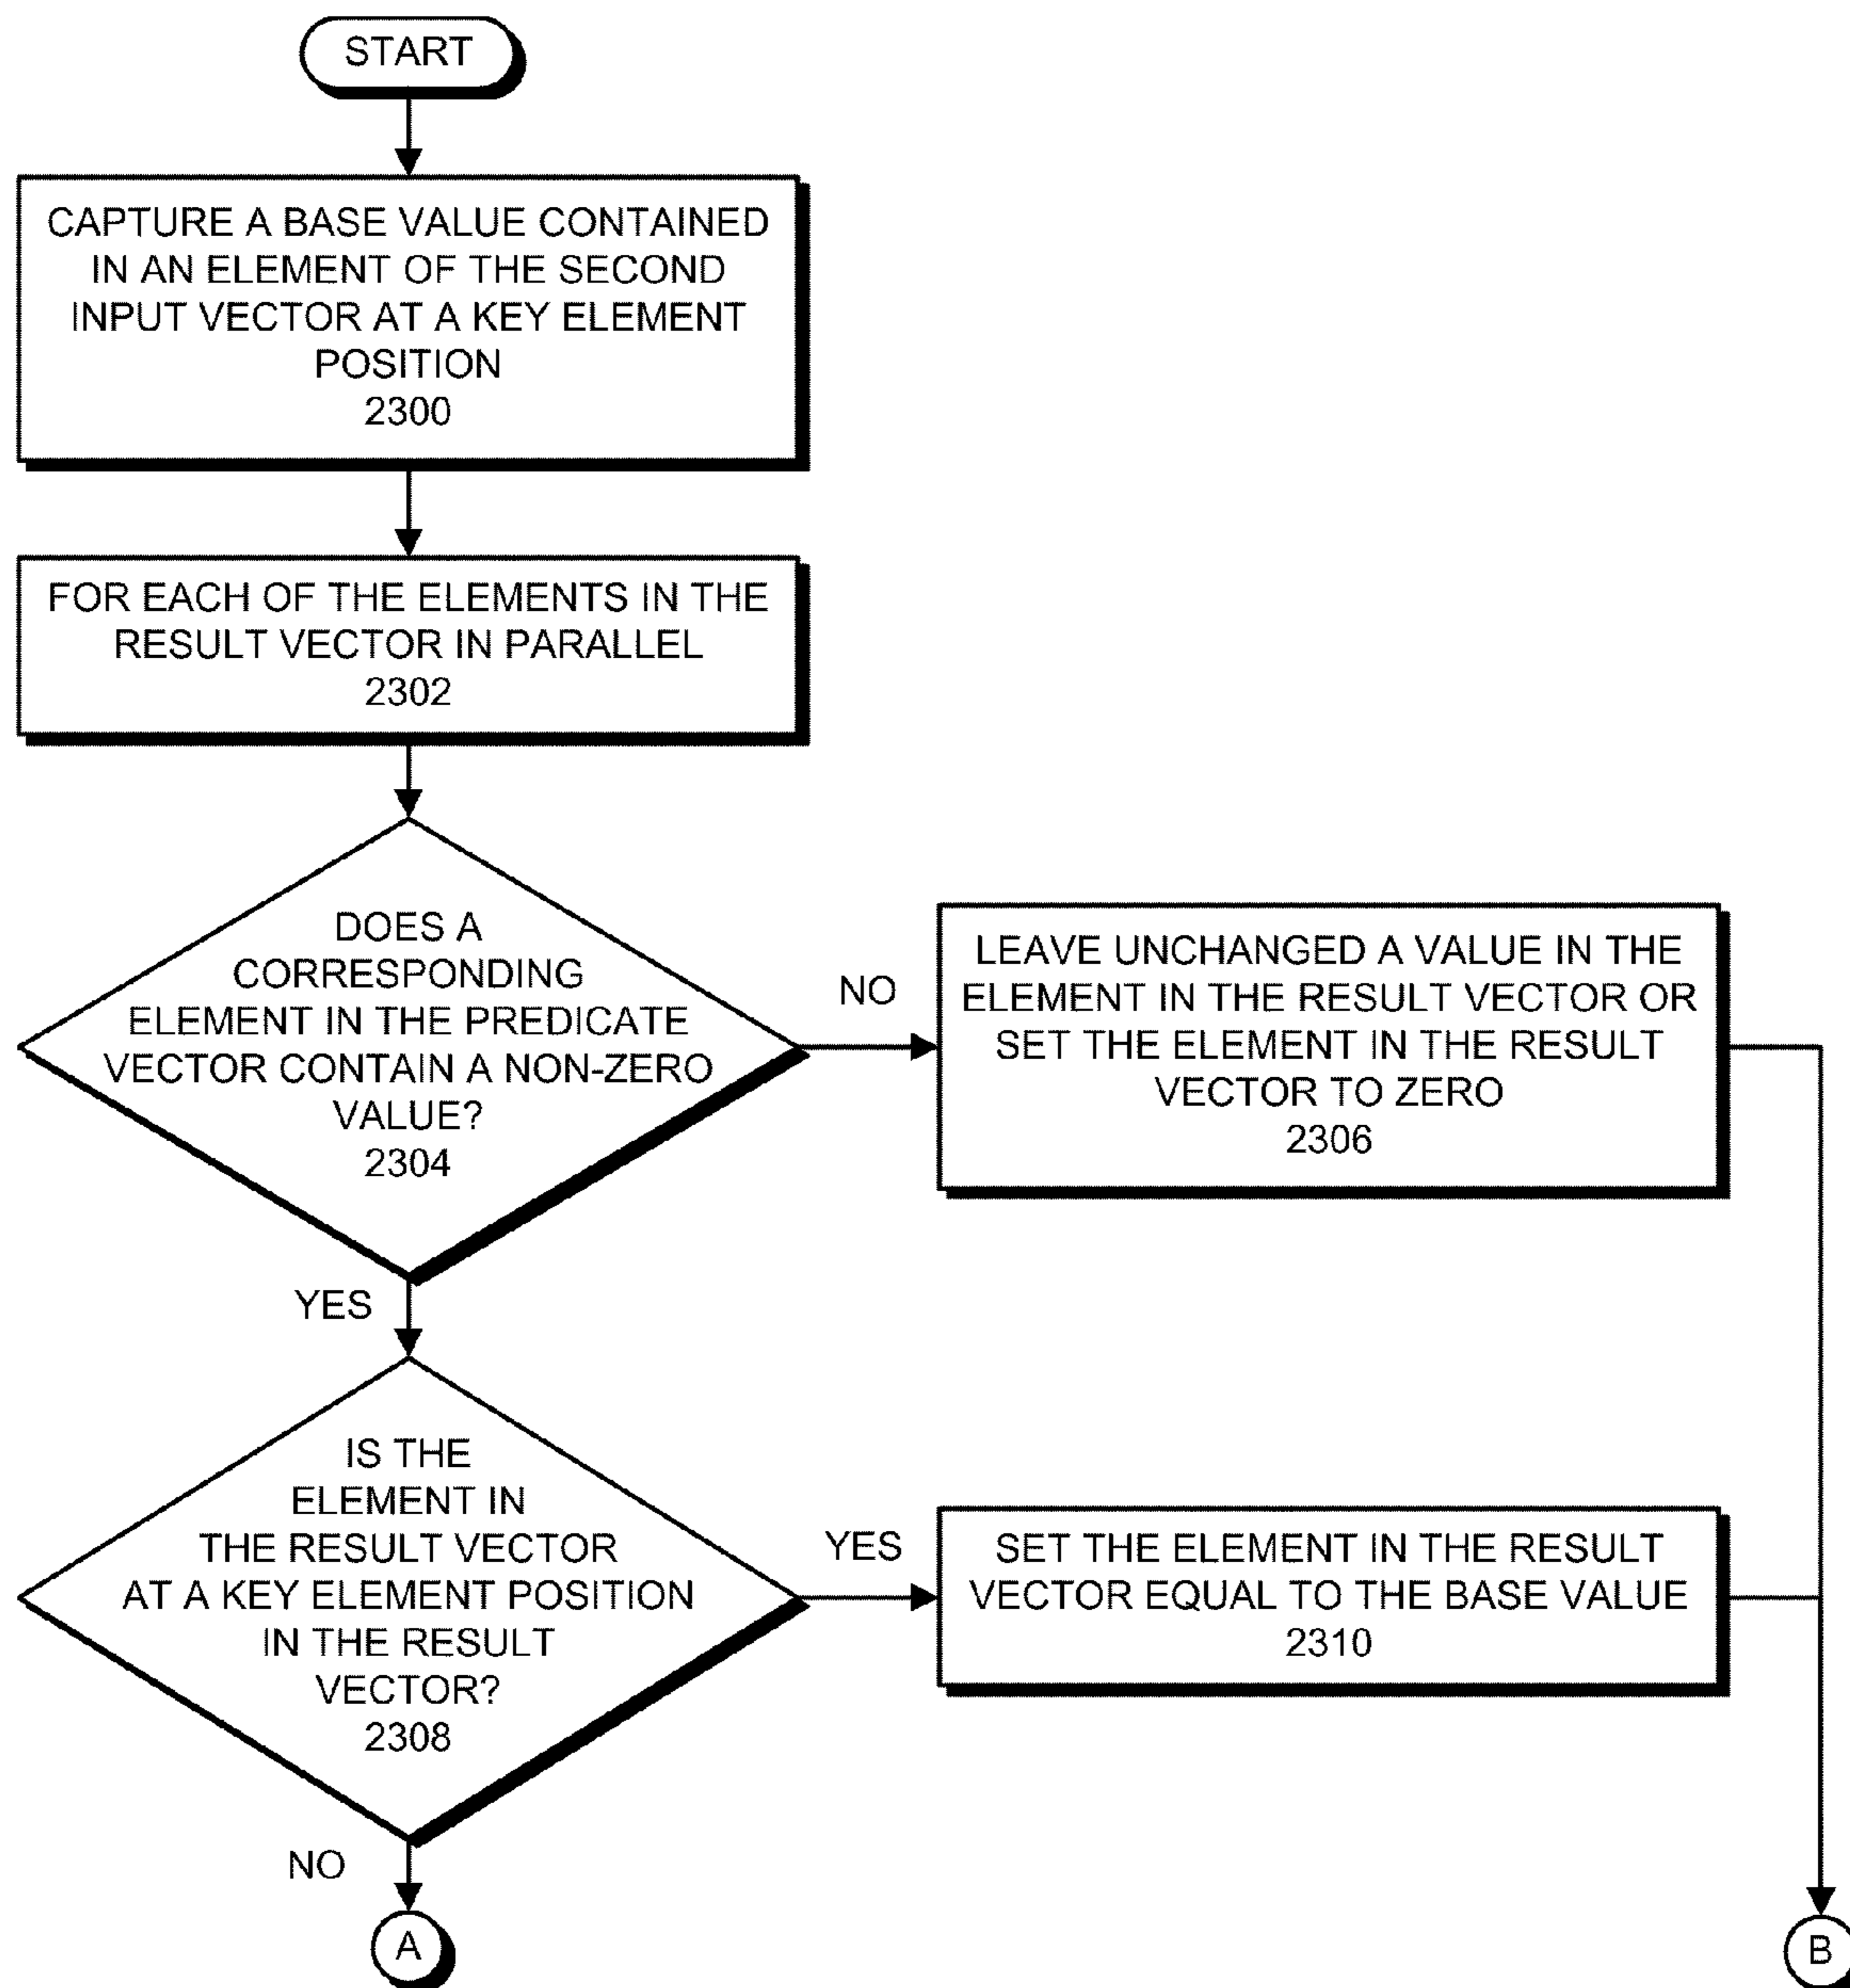 START
CAPTURE A BASE VALUE CONTAINED
IN AN ELEMENT OF THE SECOND
INPUT VECTOR AT A KEY ELEMENT
POSITION
2300
FOR EACH OF THE ELEMENTS IN THE
RESULT VECTOR IN PARALLEL
2302
DOES A
CORRESPONDING
ELEMENT IN THE PREDICATE
VECTOR CONTAIN A NON-ZERO
VALUE?
2304
NO
LEAVE UNCHANGED A VALUE IN THE
ELEMENT IN THE RESULT VECTOR OR
SET THE ELEMENT IN THE RESULT
VECTOR TO ZERO
2306
YES
IS THE
ELEMENT IN
THE RESULT VECTOR
AT A KEY ELEMENT POSITION
IN THE RESULT
VECTOR?
2308
YES
SET THE ELEMENT IN THE RESULT
VECTOR EQUAL TO THE BASE VALUE
2310
NO
A
B